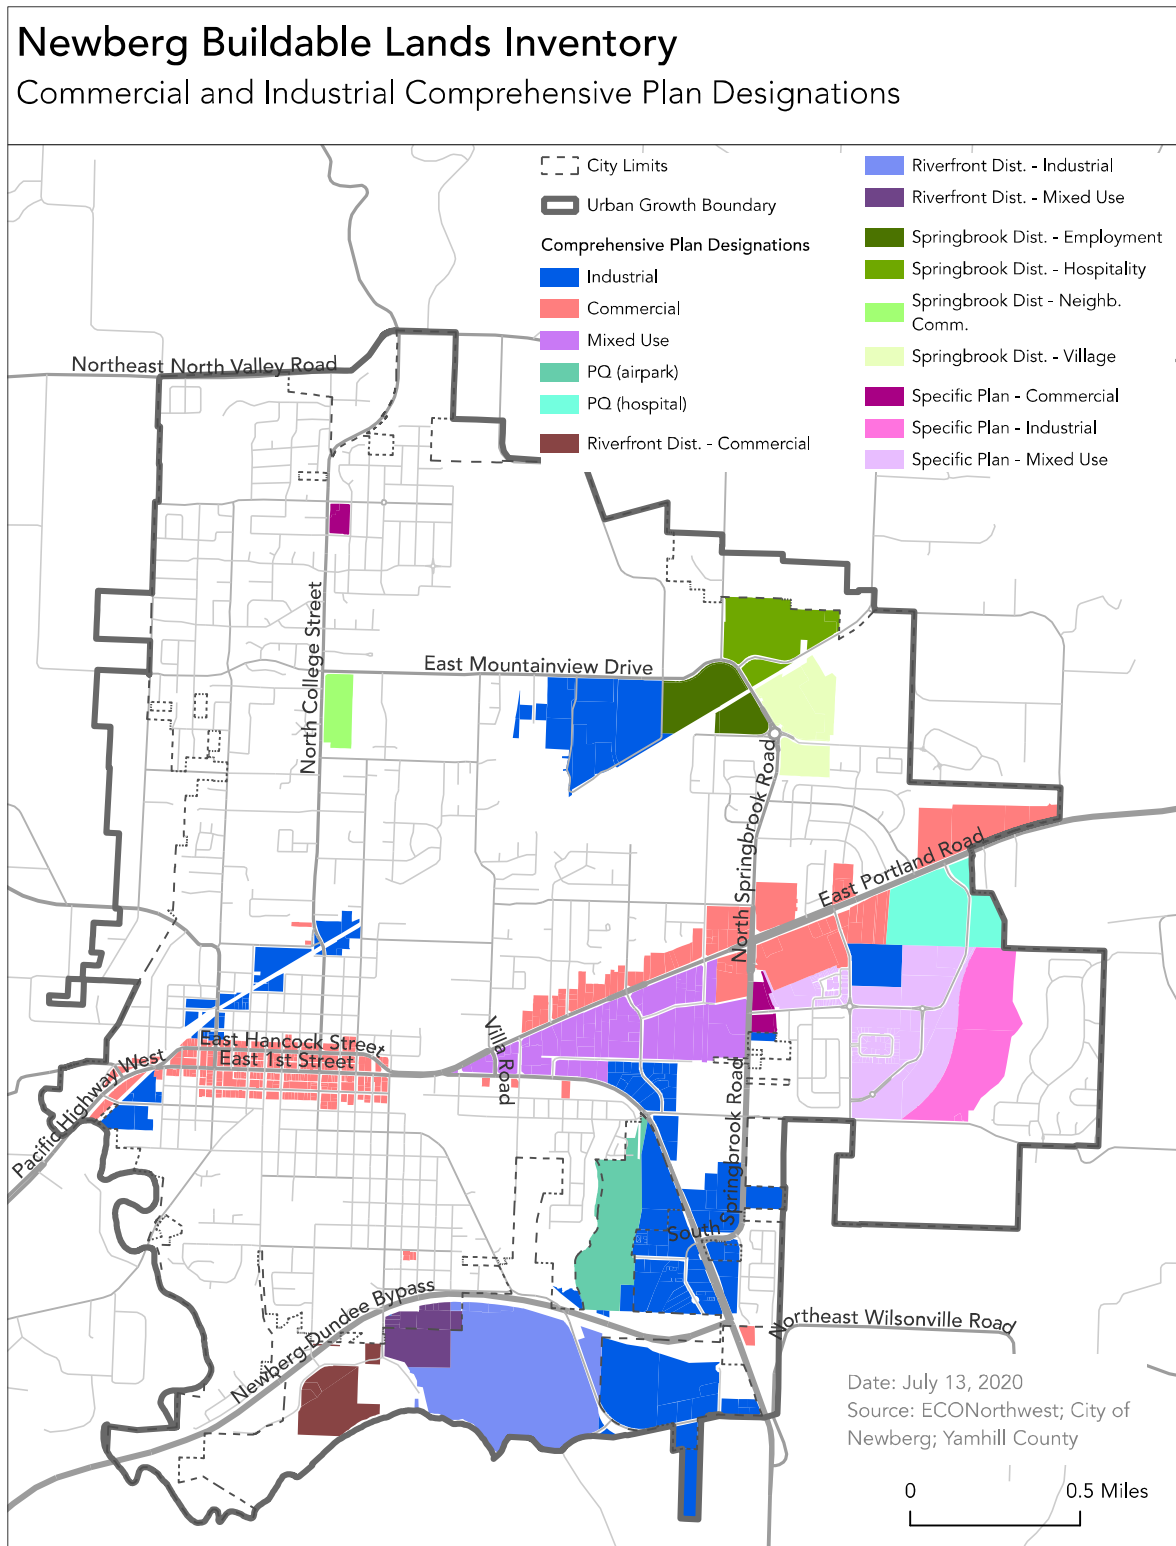 Newberg Buildable Lands Inventory
Commercial and Industrial Comprehensive Plan Designations
City Limits
Urban Growth Boundary
Comprehensive Plan Designations
Industrial
Commercial
Mixed Use
PQ (airpark)
PQ (hospital)
Riverfront Dist. - Commercial
Riverfront Dist. - Industrial
Riverfront Dist. - Mixed Use
Springbrook Dist. - Employment
Springbrook Dist. - Hospitality
Springbrook Dist - Neighb.
Comm.
Springbrook Dist. - Village
Specific Plan - Commercial
Specific Plan - Industrial
Specific Plan - Mixed Use
Northeast North Valley Road
North College Street
East Mountainview Drive
North Springbrook Road
East Portland Road
Villa Road
East Hancock Street
East 1st Street
Pacific Highway West
South Springbrook Road
Newberg-Dundee Bypass
Northeast Wilsonville Road
Date: July 13, 2020
Source: ECONorthwest; City of
Newberg; Yamhill County
0
0.5 Miles